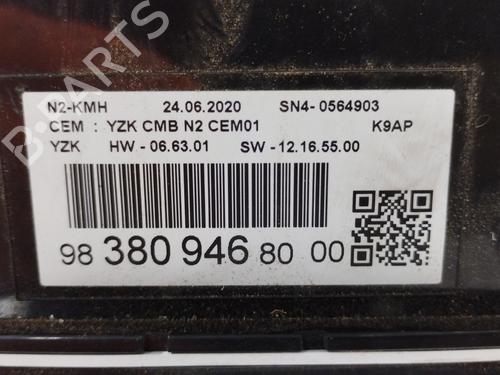 N2-KMH 24.06.2020 SN4- 0564903
CEM : YZK CMB N2 CEM01 K9AP
YZK HW - 06.63.01 SW - 12.16.55.00
98 380 946 80 00
B-PARTS